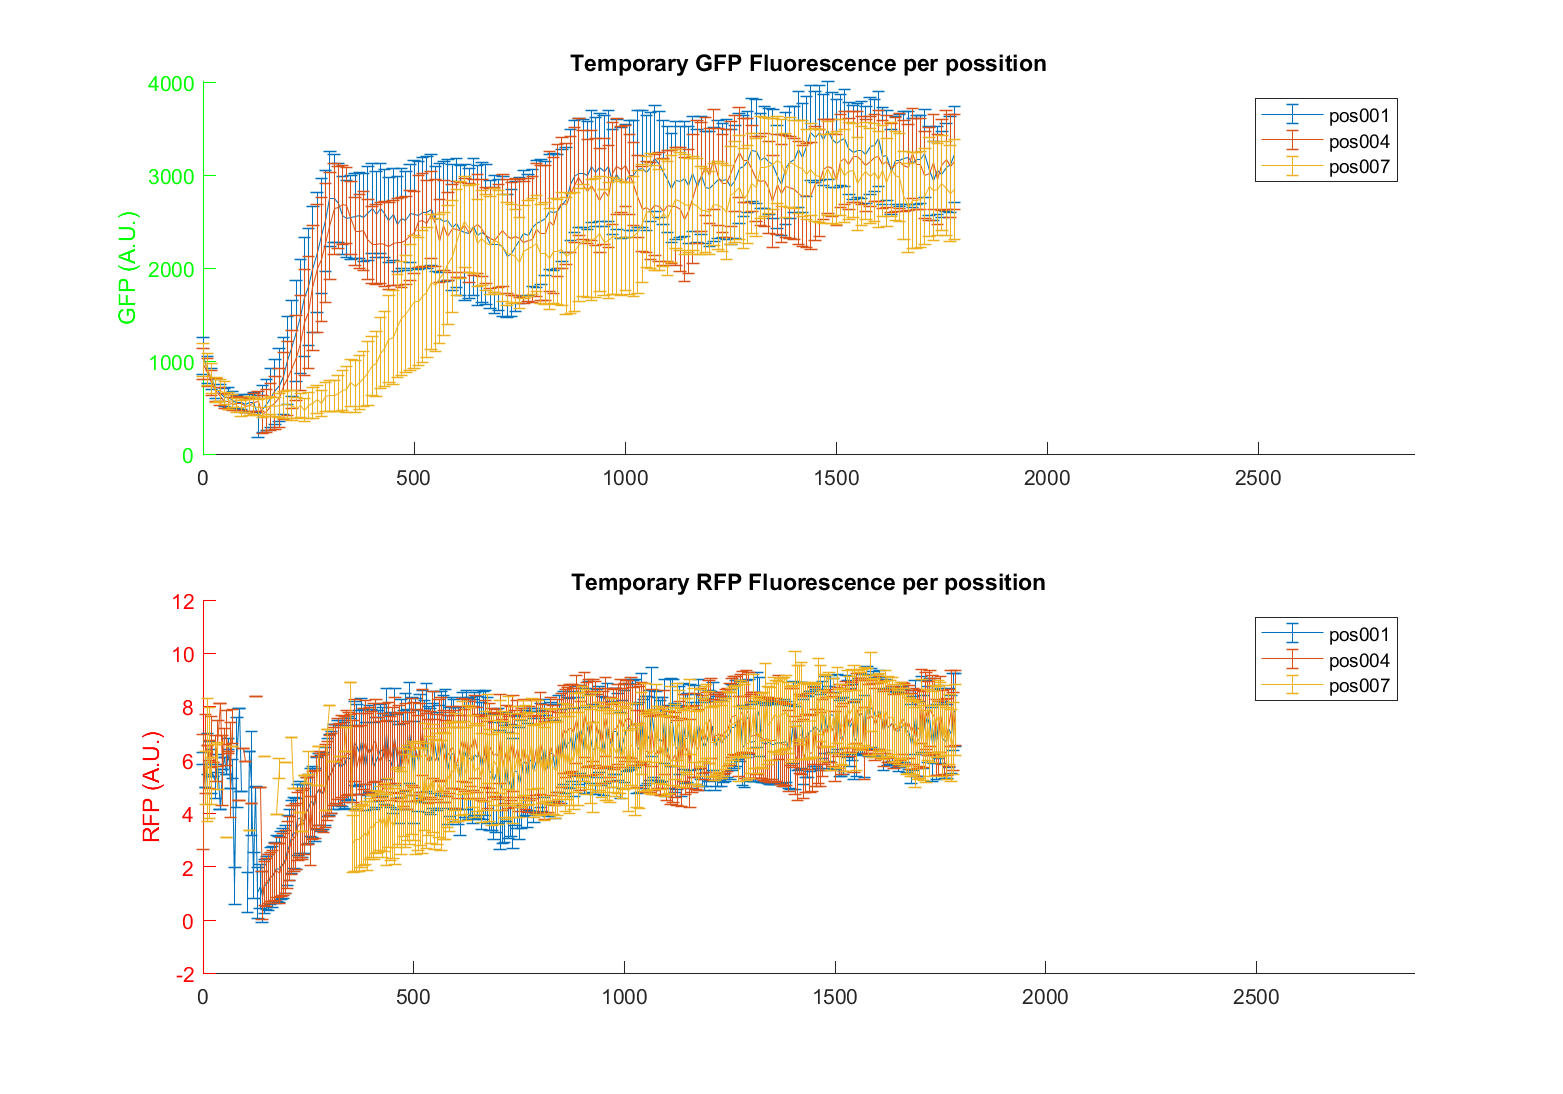 Temporary GFP Fluorescence per possition
4000
3000
2000
1000
0
GFP (A.U.)
0 500 1000 1500 2000 2500
pos001
pos004
pos007
Temporary RFP Fluorescence per possition
12
10
8
6
4
2
0
-2
RFP (A.U.)
0 500 1000 1500 2000 2500
pos001
pos004
pos007